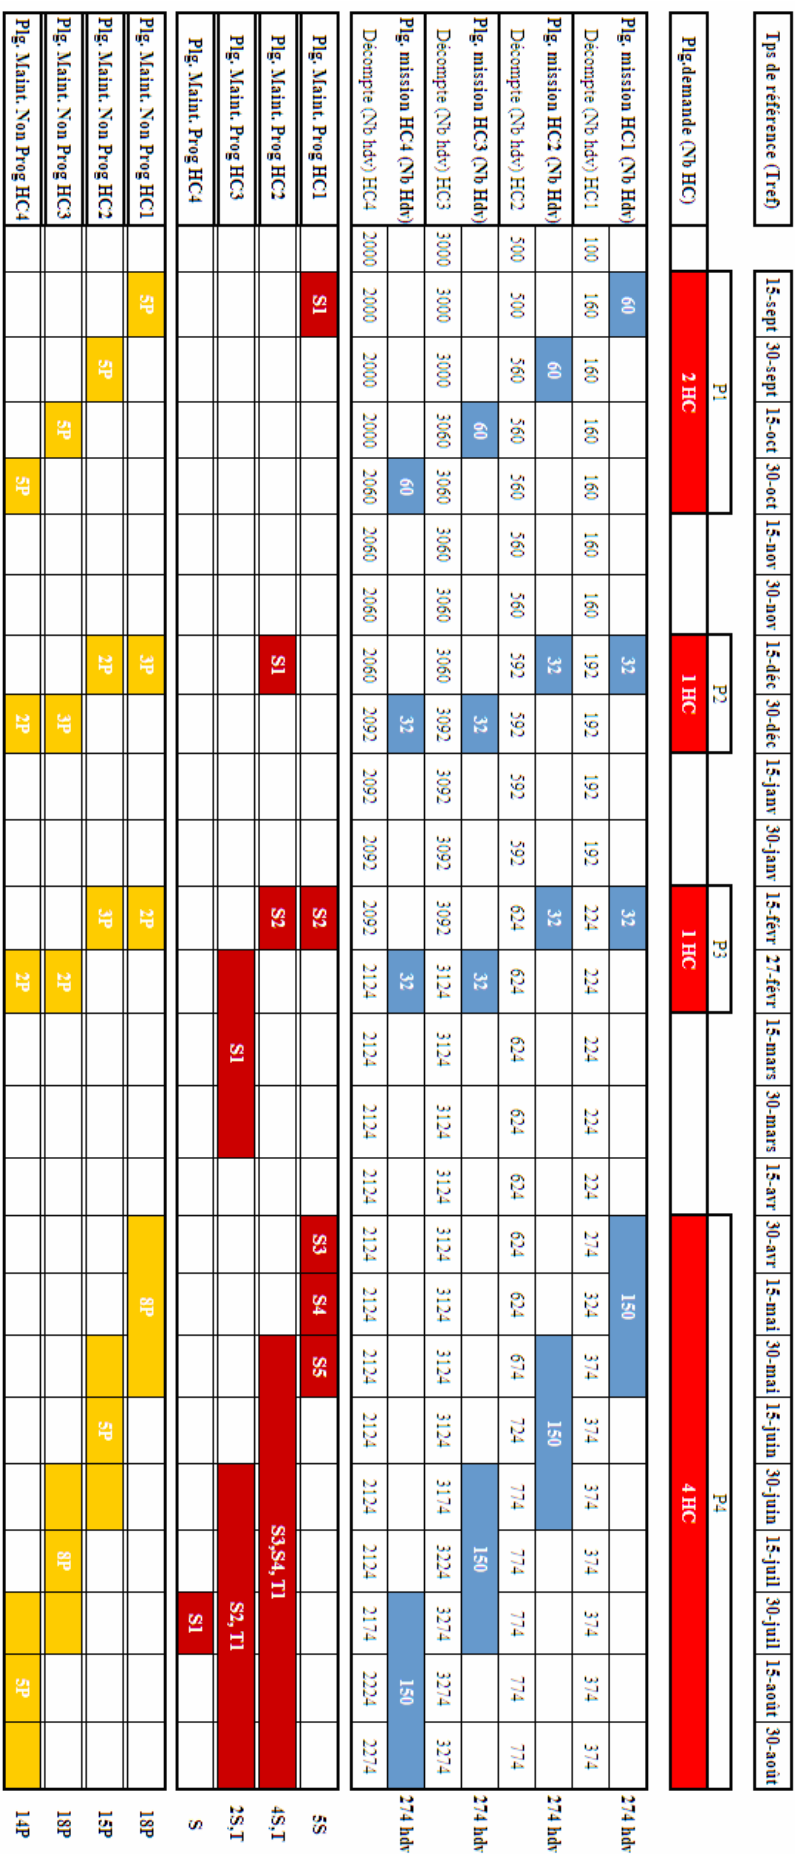 Tps de référence (Tref) 15-sept 30-sept 15-oct 30-oct 15-nov 30-nov 15-déc 30-déc 15-janv 30-janv 15-févr 27-févr 15-mars 30-mars 15-avr 30-avr 15-mai 30-mai 15-juin 30-juin 15-juil 30-juil 15-août 30-août
P1 P2 P3 P4
Plg.demande (Nb HC) 2 HC 1 HC 1 HC 4 HC
Plg. mission HC1 (Nb Hdv) 60 32 32 150 274 hdv
Décompte (Nb hdv) HC1 100 160 160 160 160 160 160 192 192 192 192 224 224 224 224 224 274 324 374 374 374 374 374 374 374
Plg. mission HC2 (Nb Hdv) 60 32 32 150 274 hdv
Décompte (Nb hdv) HC2 500 500 560 560 560 560 560 592 592 592 592 624 624 624 624 624 624 624 674 724 774 774 774 774 774
Plg. mission HC3 (Nb Hdv) 60 32 32 150 274 hdv
Décompte (Nb hdv) HC3 3000 3000 3000 3060 3060 3060 3060 3060 3092 3092 3092 3092 3124 3124 3124 3124 3124 3124 3124 3124 3174 3224 3274 3274 3274
Plg. mission HC4 (Nb Hdv) 60 32 32 150 274 hdv
Décompte (Nb hdv) HC4 2000 2000 2000 2000 2060 2060 2060 2060 2092 2092 2092 2092 2124 2124 2124 2124 2124 2124 2124 2124 2124 2124 2174 2224 2274
Plg. Maint. Prog HC1 S1 S2 S3 S4 S5 5S
Plg. Maint. Prog HC2 S1 S2 S3,S4, T1 4S,T
Plg. Maint. Prog HC3 S1 S2, T1 2S,T
Plg. Maint. Prog HC4 S1 S
Plg. Maint. Non Prog HC1 5P 3P 2P 8P 18P
Plg. Maint. Non Prog HC2 5P 2P 3P 5P 15P
Plg. Maint. Non Prog HC3 5P 3P 2P 8P 18P
Plg. Maint. Non Prog HC4 5P 2P 2P 5P 14P